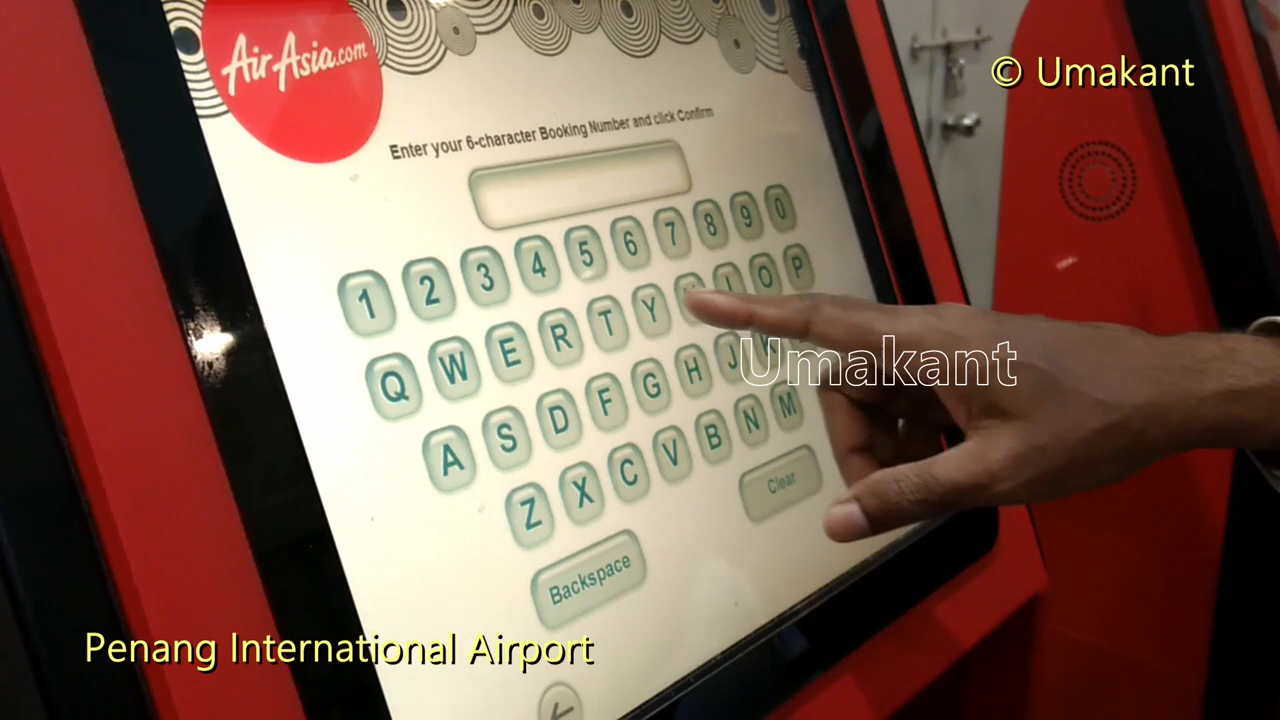 AirAsia.com
© Umakant
Enter your 6-character Booking Number and click Confirm
1 2 3 4 5 6 7 8 9 0
Q W E R T Y I O P
Umakant
A S D F G H J K
Z X C V B N M
Clear
Backspace
Penang International Airport